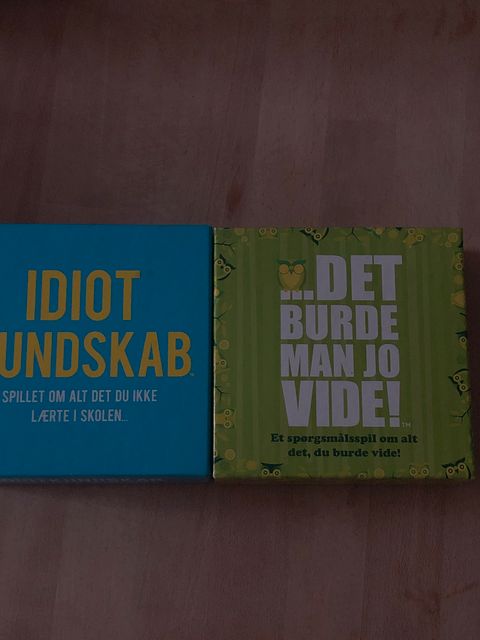 IDIOT
UNDSKAB
SPILLET OM ALT DET DU IKKE
LÆRTE I SKOLEN...
...DET
BURDE
MAN JO
VIDE!™
Et spørgsmålsspil om alt
det, du burde vide!